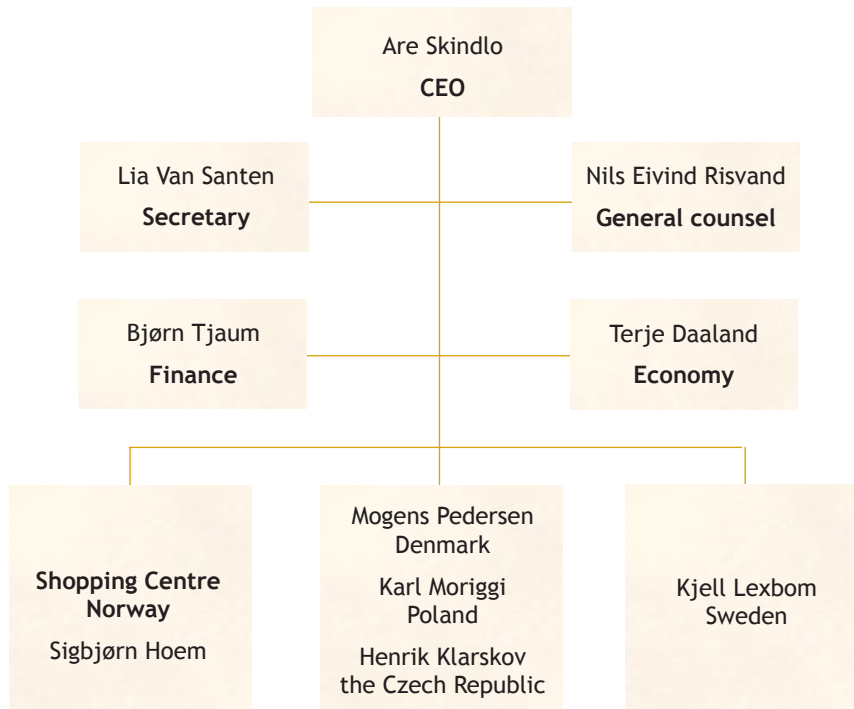 Are Skindlo
CEO
Lia Van Santen
Secretary
Nils Eivind Risvand
General counsel
Bjørn Tjaum
Finance
Terje Daaland
Economy
Shopping Centre
Norway
Sigbjørn Hoem
Mogens Pedersen
Denmark
Karl Moriggi
Poland
Henrik Klarskov
the Czech Republic
Kjell Lexbom
Sweden